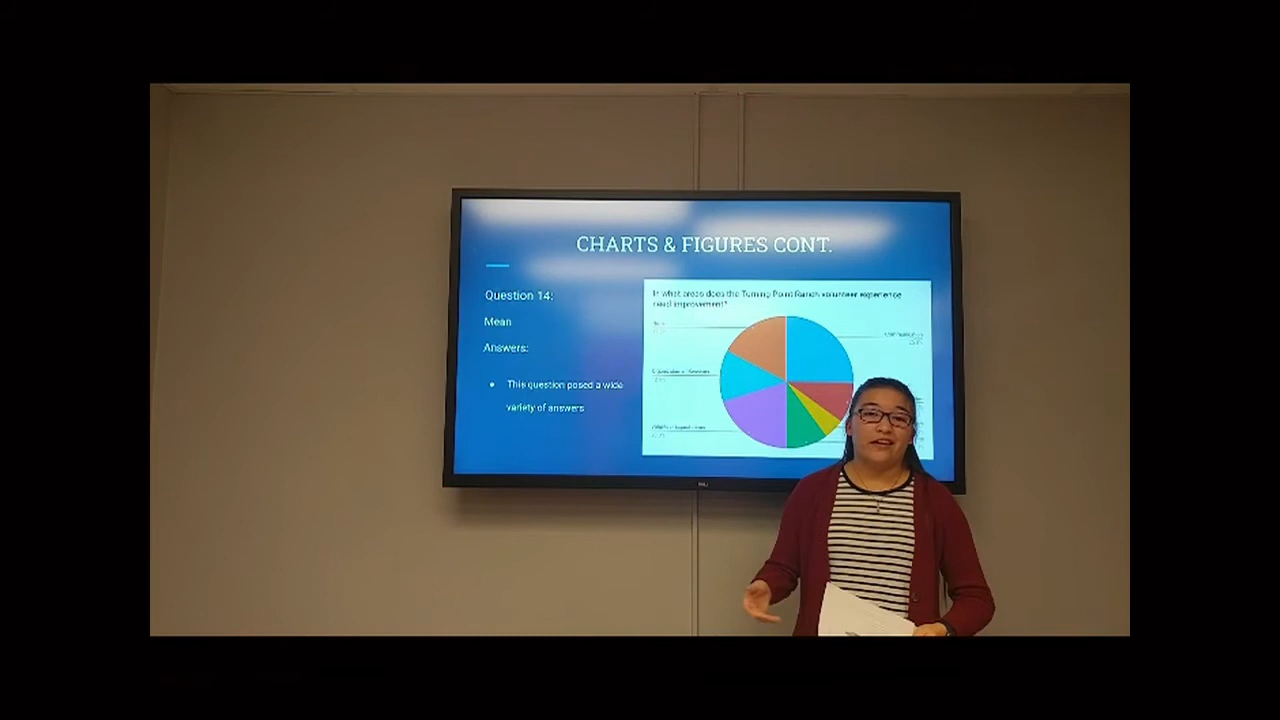 CHARTS & FIGURES CONT.
Question 14:
Mean
Answers:
This question posed a wide
variety of answers
In what areas does the Turning Point Ranch volunteer experience
need improvement?